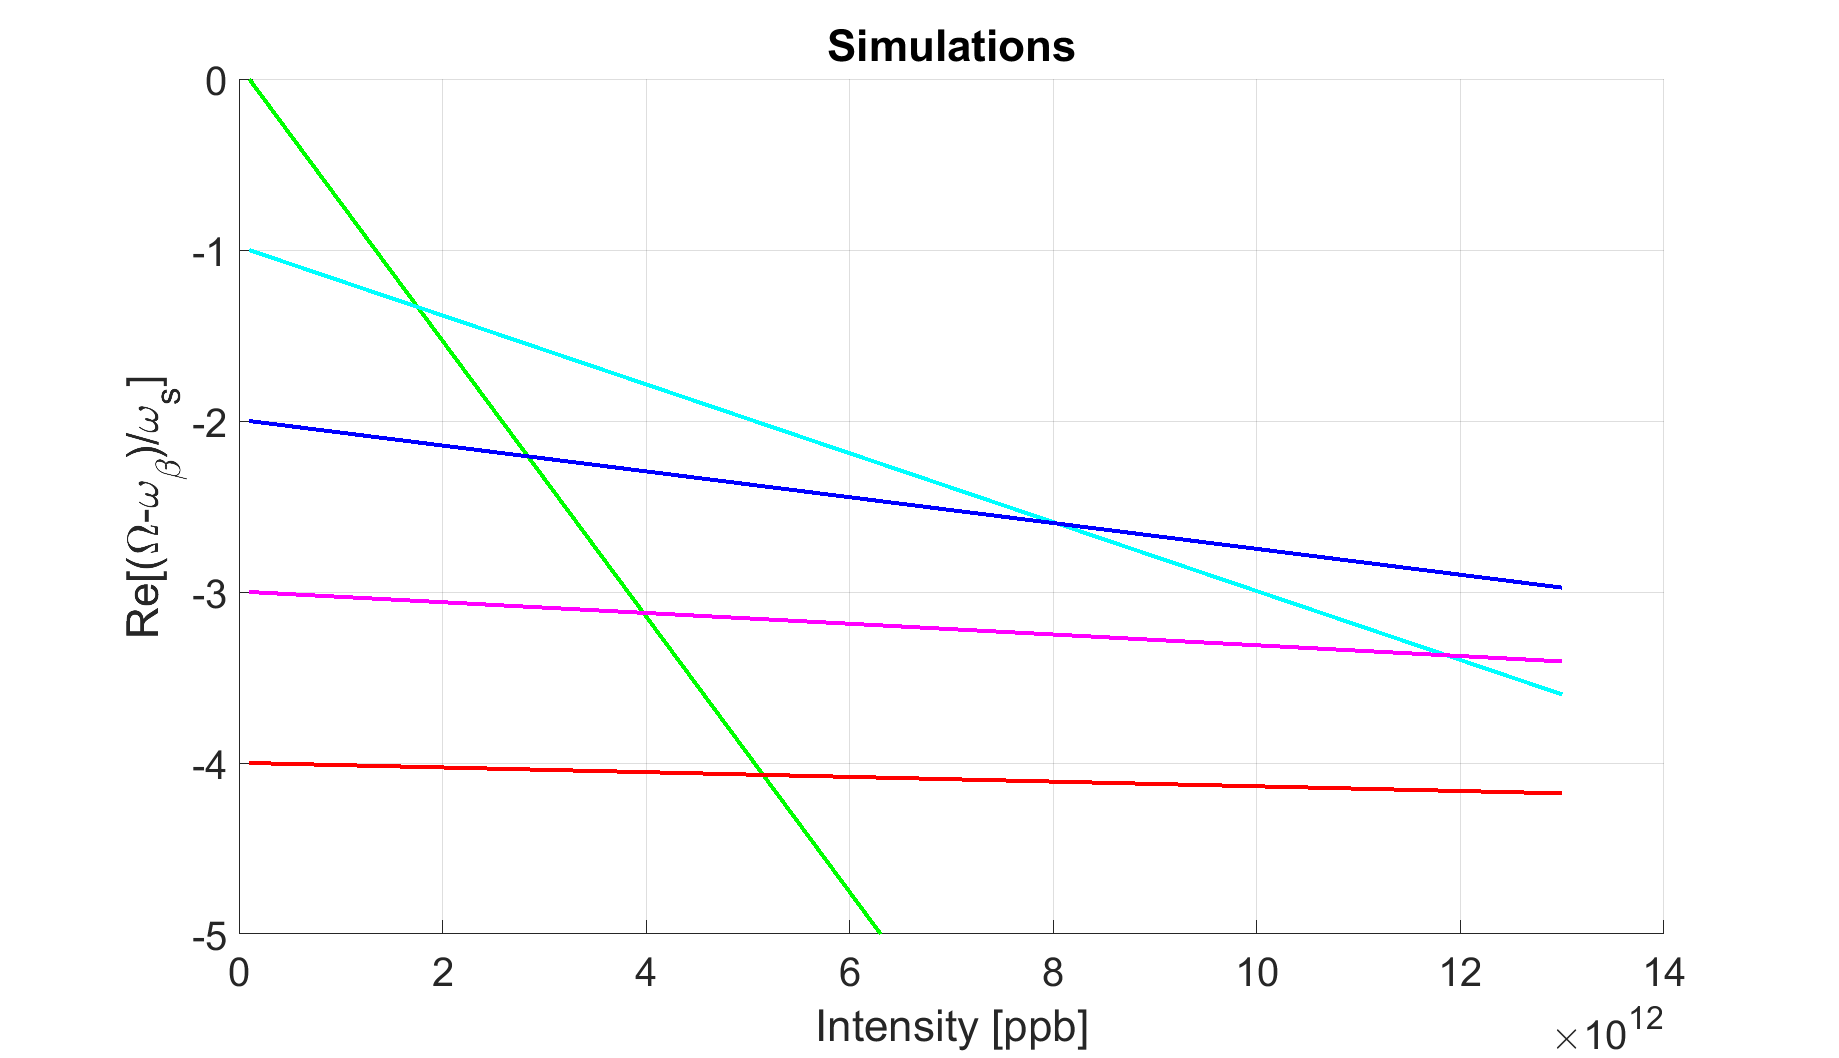 Simulations
0
-1
-2
-3
-4
-5
Re[(Ω-ω_β)/ω_s]
0 2 4 6 8 10 12 14
Intensity [ppb]
×10^12